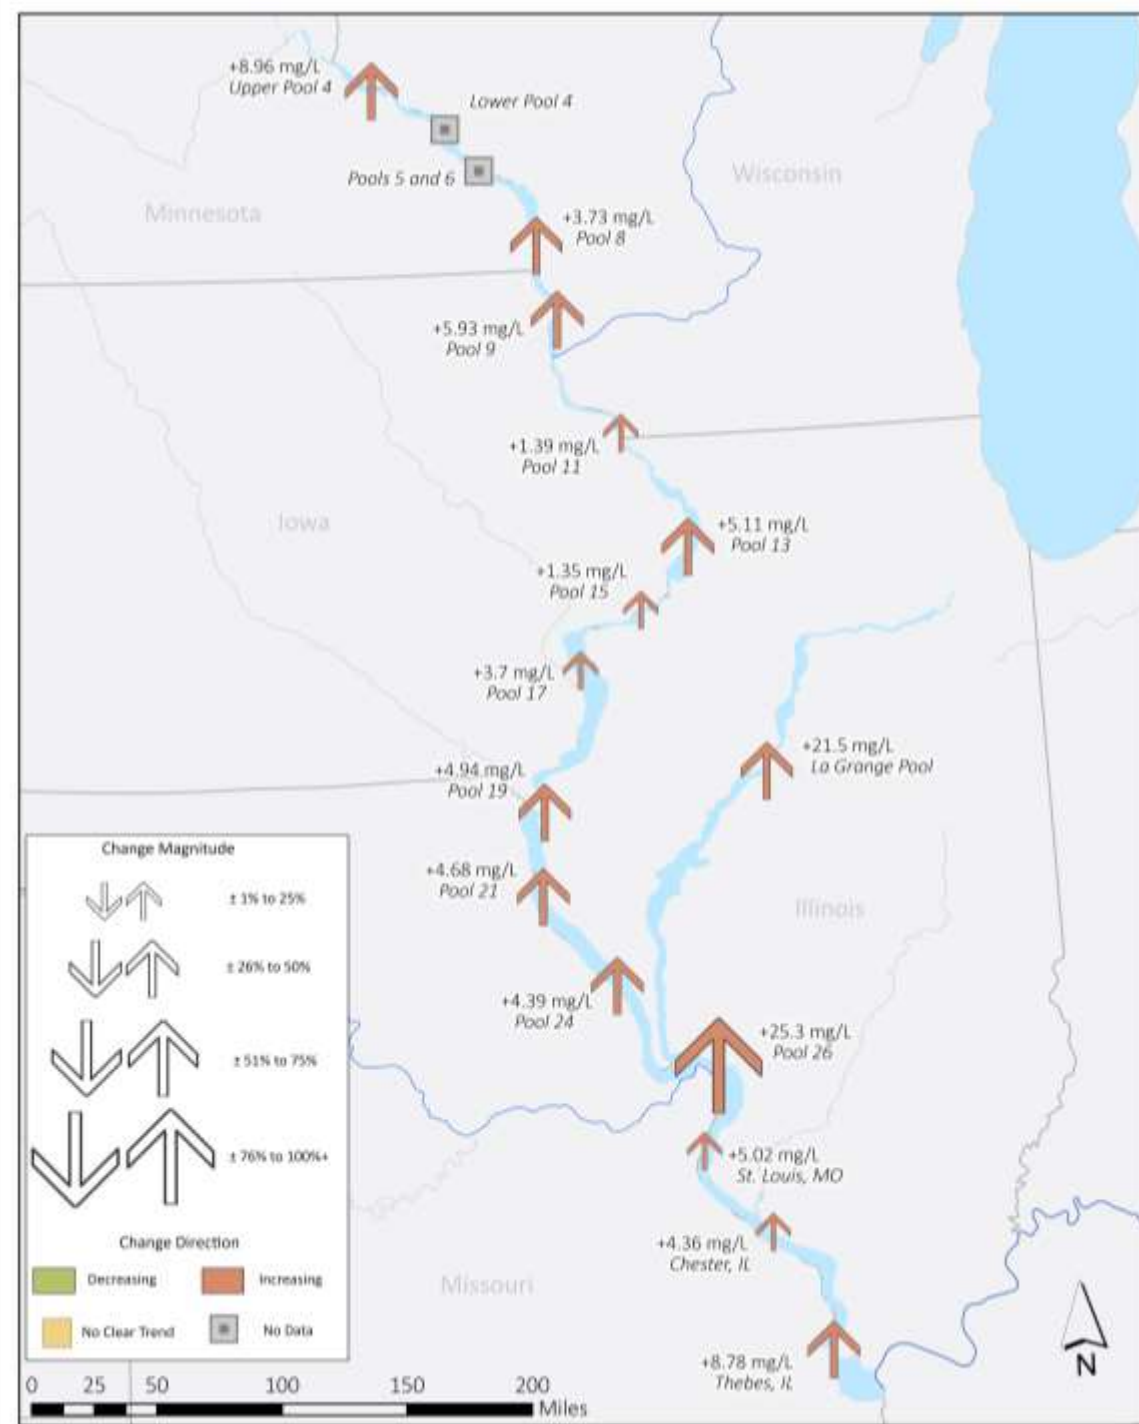 +8.96 mg/L
Upper Pool 4
Lower Pool 4
Pools 5 and 6
Wisconsin
Minnesota
+3.73 mg/L
Pool 8
+5.93 mg/L
Pool 9
+1.39 mg/L
Pool 11
Iowa
+5.11 mg/L
Pool 13
+1.35 mg/L
Pool 15
+3.7 mg/L
Pool 17
+21.5 mg/L
La Grange Pool
+4.94 mg/L
Pool 19
+4.68 mg/L
Pool 21
Illinois
+4.39 mg/L
Pool 24
+25.3 mg/L
Pool 26
+5.02 mg/L
St. Louis, MO
+4.36 mg/L
Chester, IL
Missouri
+8.78 mg/L
Thebes, IL
Change Magnitude
± 1% to 25%
± 26% to 50%
± 51% to 75%
± 76% to 100%+
Change Direction
Decreasing Increasing
No Clear Trend No Data
0 25 50 100 150 200
Miles
N